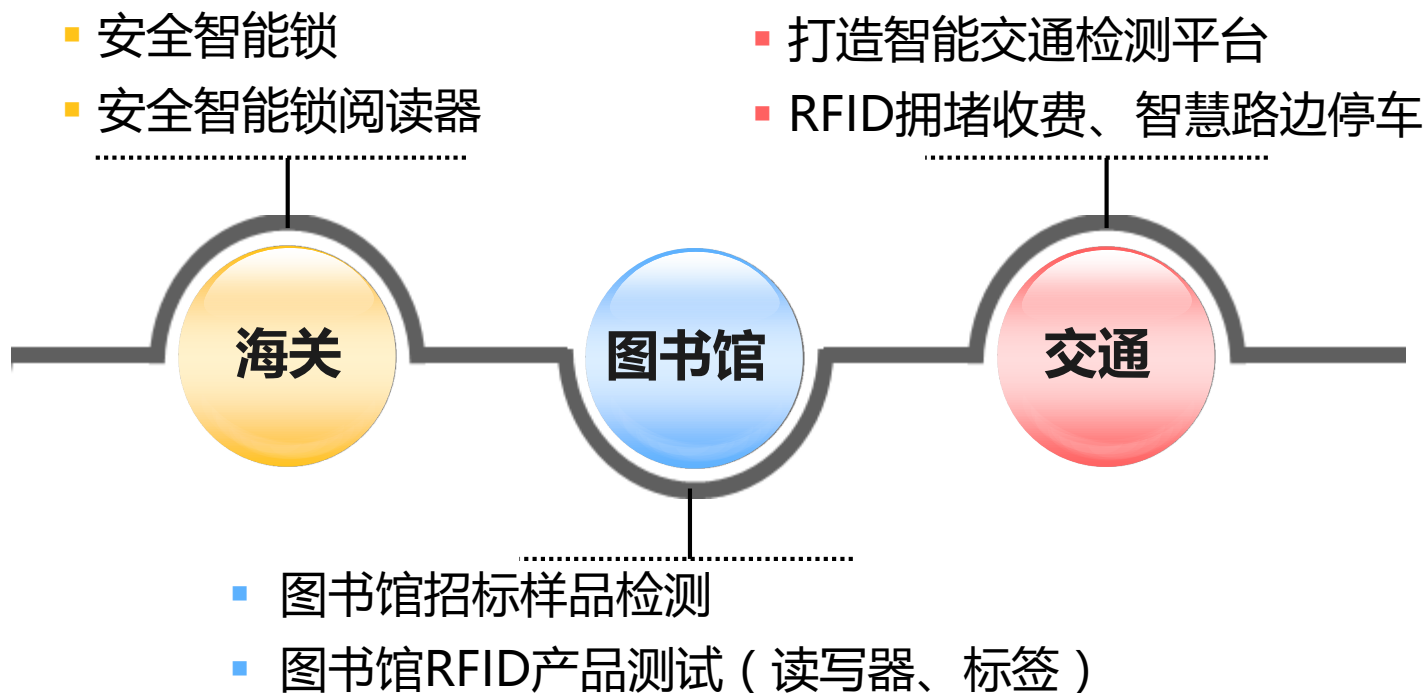 安全智能锁
安全智能锁阅读器
打造智能交通检测平台
RFID拥堵收费、智慧路边停车
海关
图书馆
交通
图书馆招标样品检测
图书馆RFID产品测试（读写器、标签）